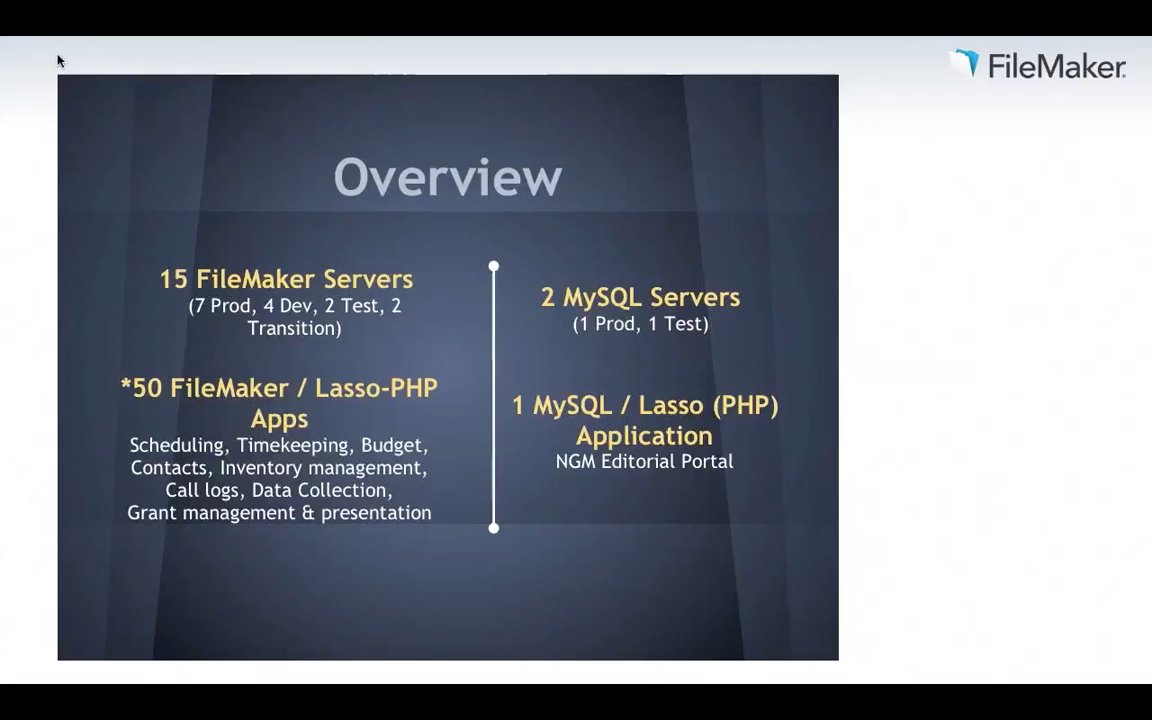 FileMaker
Overview
15 FileMaker Servers
(7 Prod, 4 Dev, 2 Test, 2
Transition)
*50 FileMaker / Lasso-PHP
Apps
Scheduling, Timekeeping, Budget,
Contacts, Inventory management,
Call logs, Data Collection,
Grant management & presentation
2 MySQL Servers
(1 Prod, 1 Test)
1 MySQL / Lasso (PHP)
Application
NGM Editorial Portal